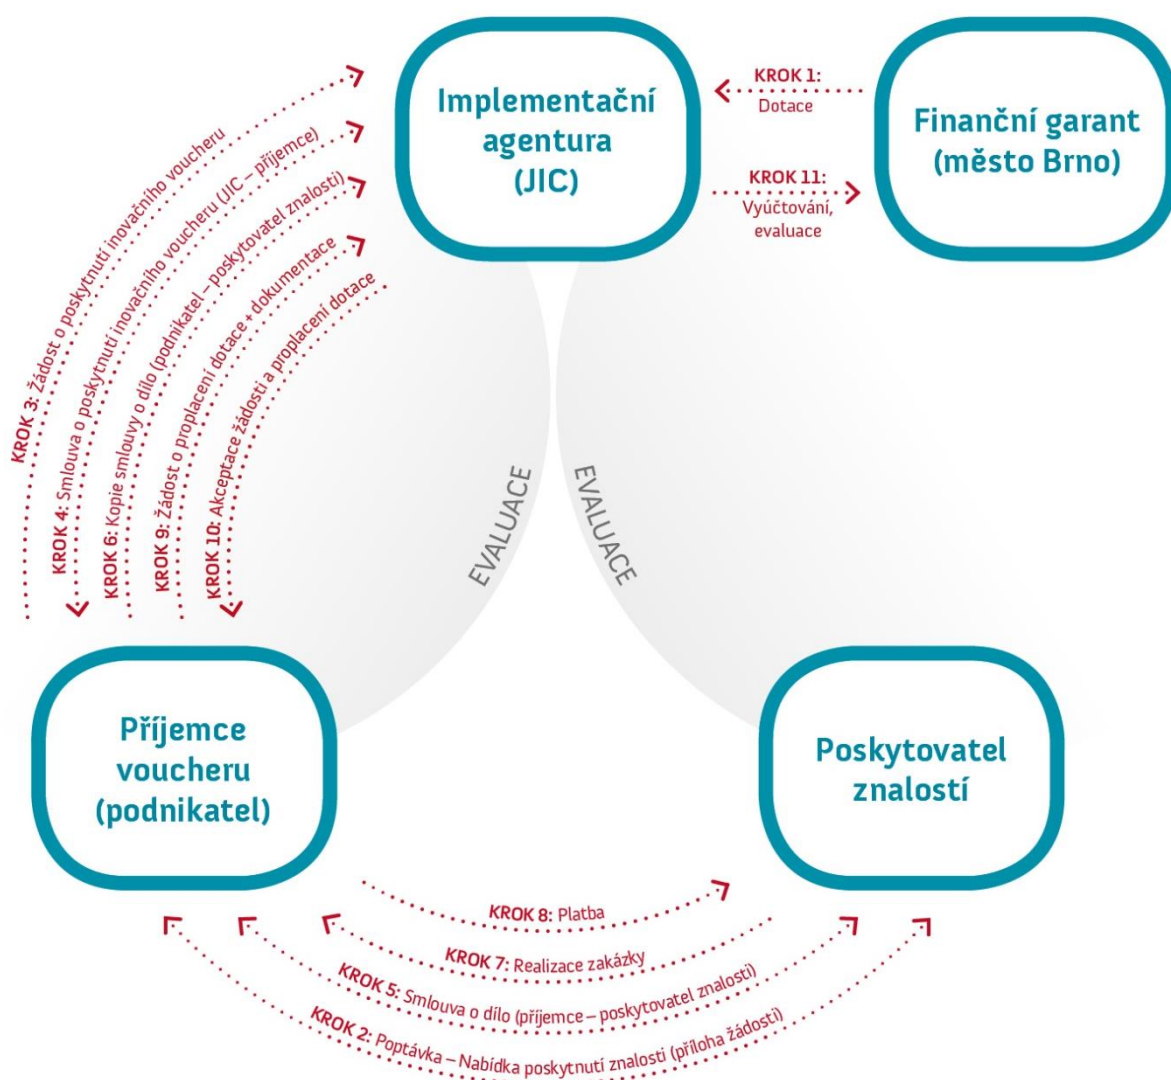 Implementační
agentura
(JIC)
KROK 1:
Dotace
KROK 11:
Vyúčtování,
evaluace
Finanční garant
(město Brno)
KROK 3: Žádost o poskytnutí inovačního voucheru
KROK 4: Smlouva o poskytnutí inovačního voucheru (JIC – příjemce)
KROK 6: Kopie smlouvy o dílo (podnikatel – poskytovatel znalosti)
KROK 9: Žádost o proplacení dotace + dokumentace
KROK 10: Akceptace žádosti a proplacení dotace
EVALUACE
EVALUACE
Příjemce
voucheru
(podnikatel)
Poskytovatel
znalostí
KROK 8: Platba
KROK 7: Realizace zakázky
KROK 5: Smlouva o dílo (příjemce – poskytovatel znalosti)
KROK 2: Poptávka – Nabídka poskytnutí znalosti (příloha žádosti)